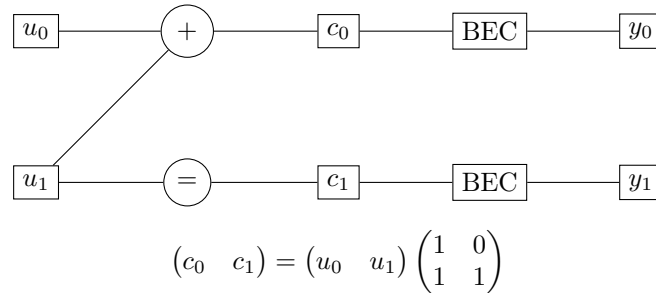 u₀ + c₀ BEC y₀
u₁ = c₁ BEC y₁
(c₀ c₁) = (u₀ u₁) (1 0
1 1)